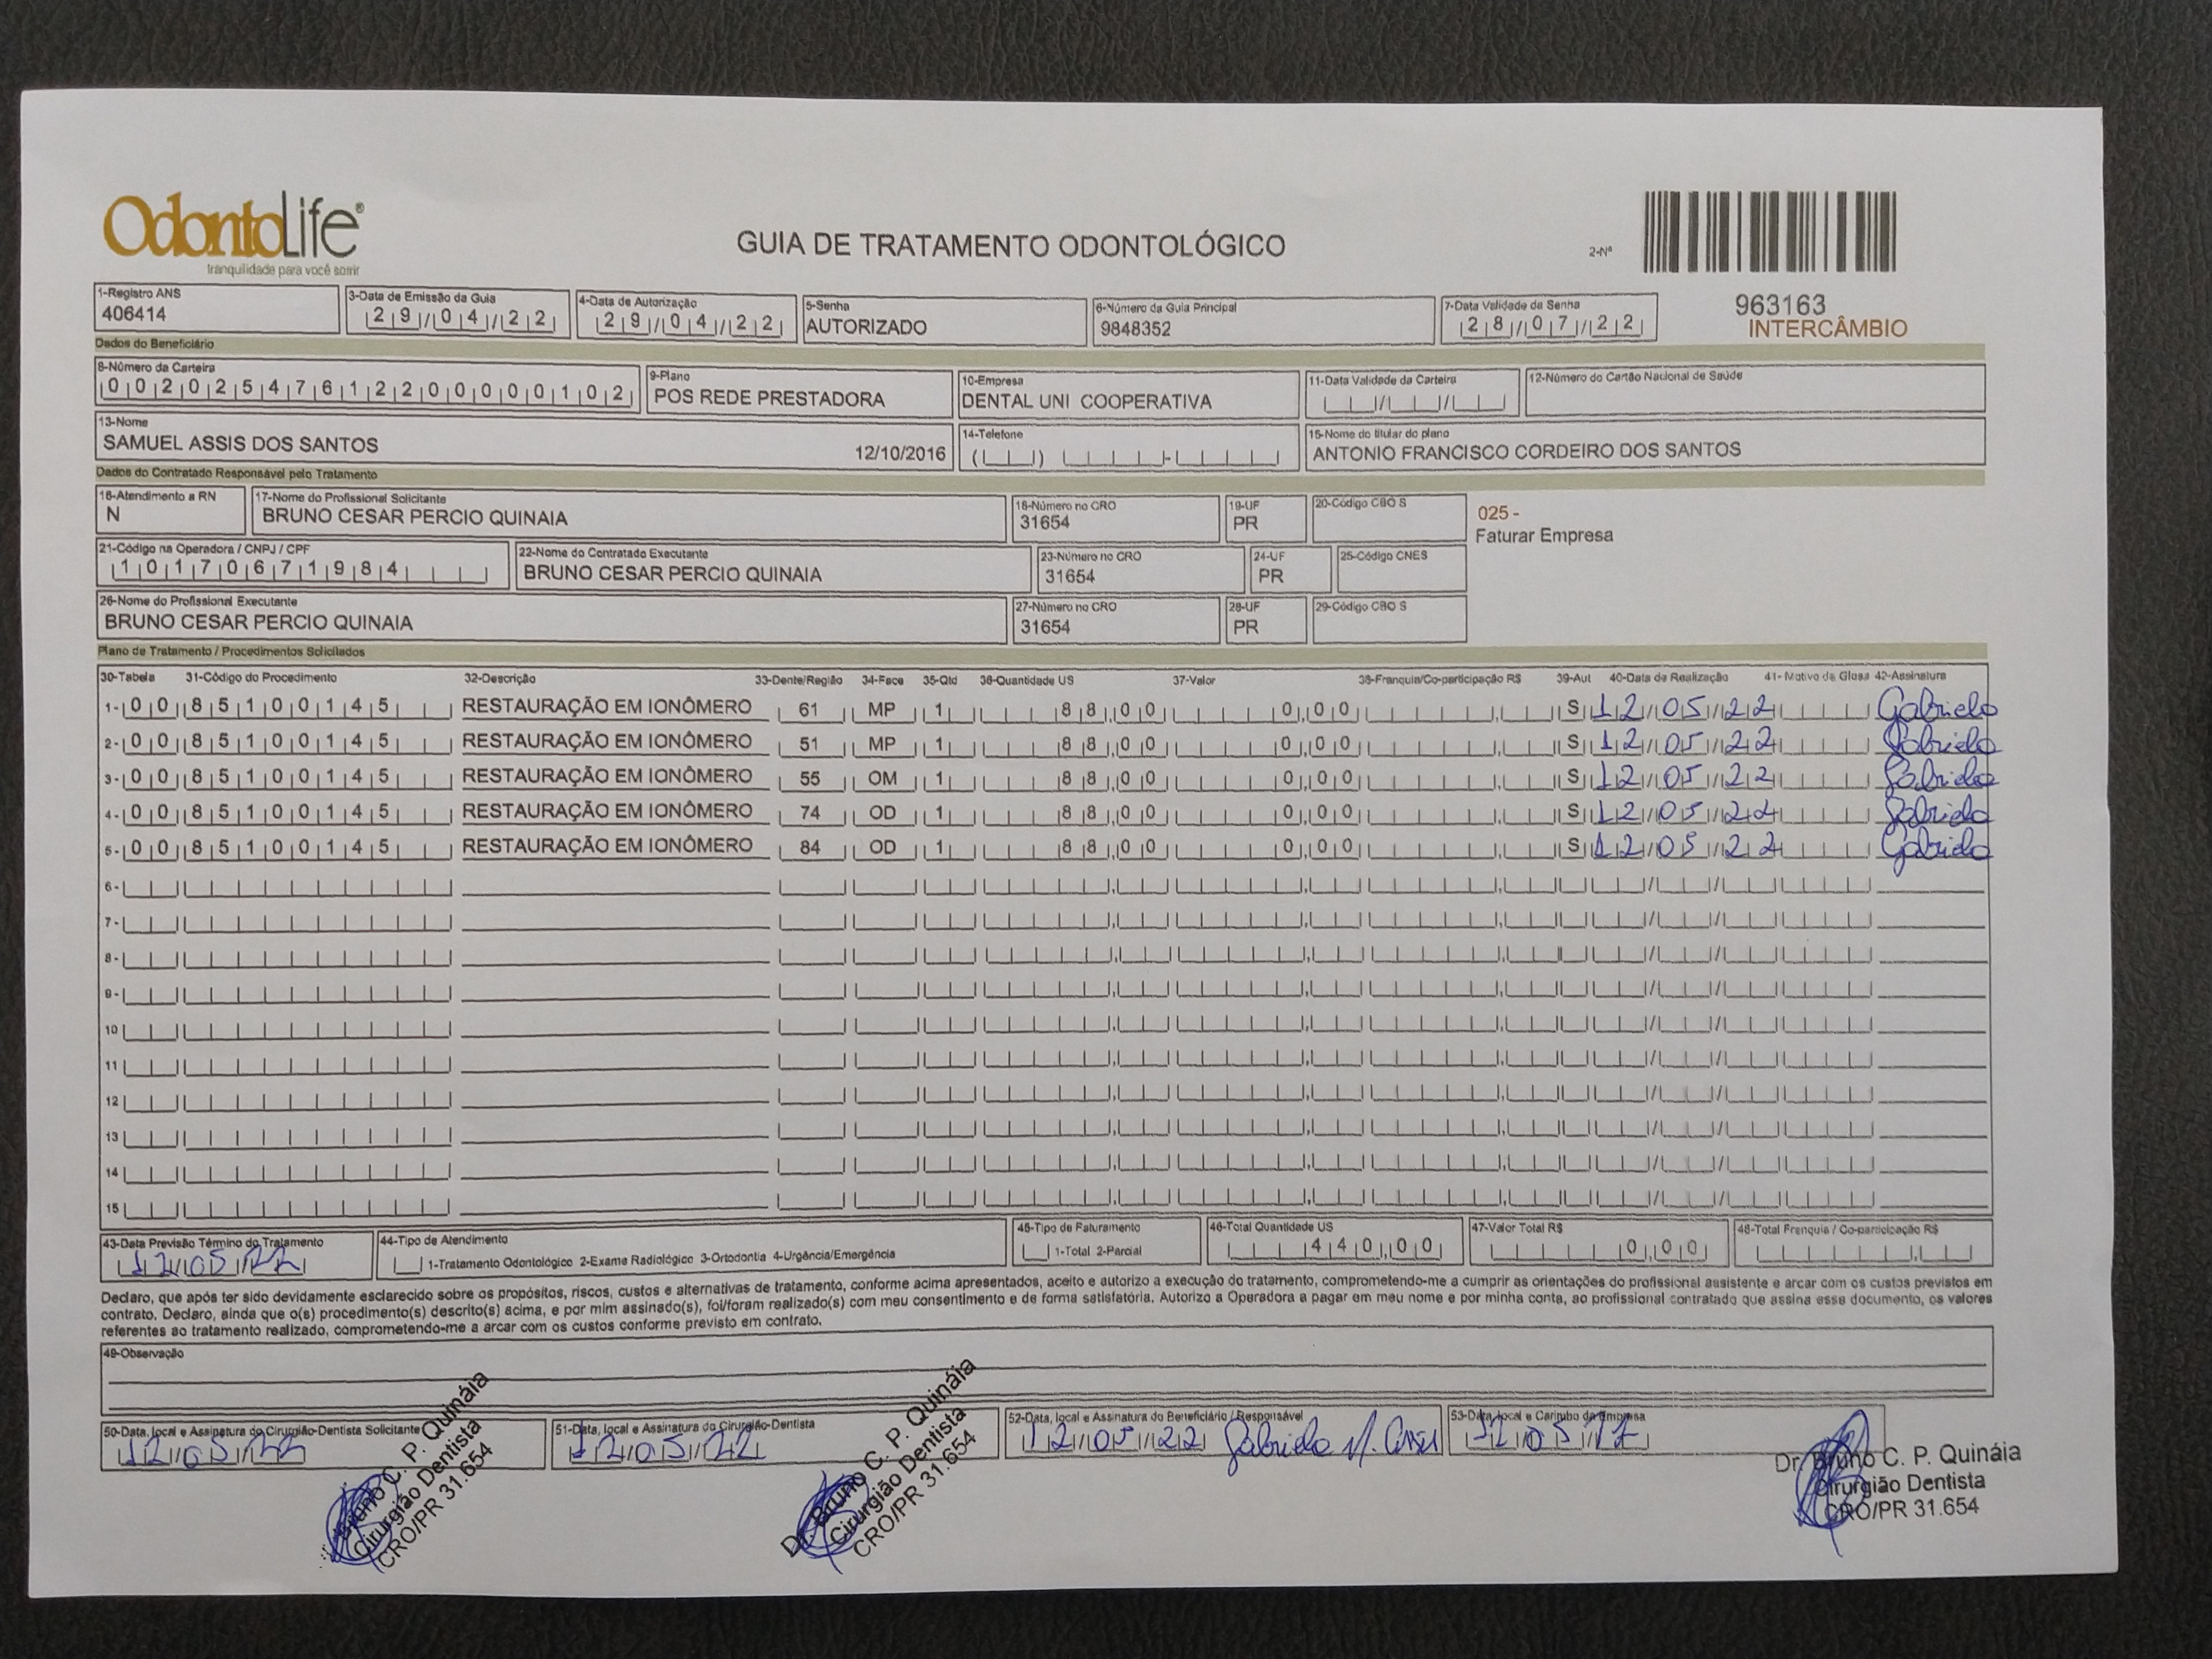 OdontoLife®
tranquilidade para você sorrir
GUIA DE TRATAMENTO ODONTOLÓGICO
2-Nº
963163
INTERCÂMBIO
1-Registro ANS
406414
3-Data de Emissão da Guia
29/04/22
4-Data de Autorização
29/04/22
5-Senha
AUTORIZADO
6-Número da Guia Principal
9848352
7-Data Validade da Senha
28/07/22
Dados do Beneficiário
8-Número da Carteira
00202547612200000102
9-Plano
POS REDE PRESTADORA
10-Empresa
DENTAL UNI COOPERATIVA
11-Data Validade da Carteira
12-Número do Cartão Nacional de Saúde
13-Nome
SAMUEL ASSIS DOS SANTOS 12/10/2016
14-Telefone
15-Nome do titular do plano
ANTONIO FRANCISCO CORDEIRO DOS SANTOS
Dados do Contratado Responsável pelo Tratamento
16-Atendimento a RN
N
17-Nome do Profissional Solicitante
BRUNO CESAR PERCIO QUINAIA
18-Número no CRO
31654
19-UF
PR
20-Código CBO S
025 -
Faturar Empresa
21-Código na Operadora / CNPJ / CPF
10170671984
22-Nome do Contratado Executante
BRUNO CESAR PERCIO QUINAIA
23-Número no CRO
31654
24-UF
PR
25-Código CNES
26-Nome do Profissional Executante
BRUNO CESAR PERCIO QUINAIA
27-Número no CRO
31654
28-UF
PR
29-Código CBO S
Plano de Tratamento / Procedimentos Solicitados
30-Tabela 31-Código do Procedimento 32-Descrição 33-Dente/Região 34-Face 35-Qtd 36-Quantidade US 37-Valor 38-Franquia/Co-participação R$ 39-Aut 40-Data de Realização 41-Motivo da Glosa 42-Assinatura
1- 00 85100145 RESTAURAÇÃO EM IONÔMERO 61 MP 1 88,00 0,00 S 12/05/22 Gabriela
2- 00 85100145 RESTAURAÇÃO EM IONÔMERO 51 MP 1 88,00 0,00 S 12/05/22 Gabriela
3- 00 85100145 RESTAURAÇÃO EM IONÔMERO 55 OM 1 88,00 0,00 S 12/05/22 Gabriela
4- 00 85100145 RESTAURAÇÃO EM IONÔMERO 74 OD 1 88,00 0,00 S 12/05/22 Gabriela
5- 00 85100145 RESTAURAÇÃO EM IONÔMERO 84 OD 1 88,00 0,00 S 12/05/22 Gabriela
6-
7-
8-
9-
10
11
12
13
14
15
43-Data Previsão Término do Tratamento
12/05/22
44-Tipo de Atendimento
1-Tratamento Odontológico 2-Exame Radiológico 3-Ortodontia 4-Urgência/Emergência
45-Tipo de Faturamento
1-Total 2-Parcial
46-Total Quantidade US
440,00
47-Valor Total R$
0,00
48-Total Franquia / Co-participação R$
Declaro, que após ter sido devidamente esclarecido sobre os propósitos, riscos, custos e alternativas de tratamento, conforme acima apresentados, aceito e autorizo a execução do tratamento, comprometendo-me a cumprir as orientações do profissional assistente e arcar com os custos previstos em
contrato. Declaro, ainda que o(s) procedimento(s) descrito(s) acima, e por mim assinado(s), foi/foram realizado(s) com meu consentimento e de forma satisfatória. Autorizo a Operadora a pagar em meu nome e por minha conta, ao profissional contratado que assina esse documento, os valores
referentes ao tratamento realizado, comprometendo-me a arcar com os custos conforme previsto em contrato.
49-Observação
50-Data, local e Assinatura do Cirurgião-Dentista Solicitante
12/05/22
51-Data, local e Assinatura do Cirurgião-Dentista
12/05/22
52-Data, local e Assinatura do Beneficiário / Responsável
12/05/22 Gabriela
53-Data, local e Carimbo da Empresa
12/05/22
Bruno C. P. Quináia
Cirurgião Dentista
CRO/PR 31.654
Dr. Bruno C. P. Quináia
Cirurgião Dentista
CRO/PR 31.654
Dr. Bruno C. P. Quináia
Cirurgião Dentista
CRO/PR 31.654